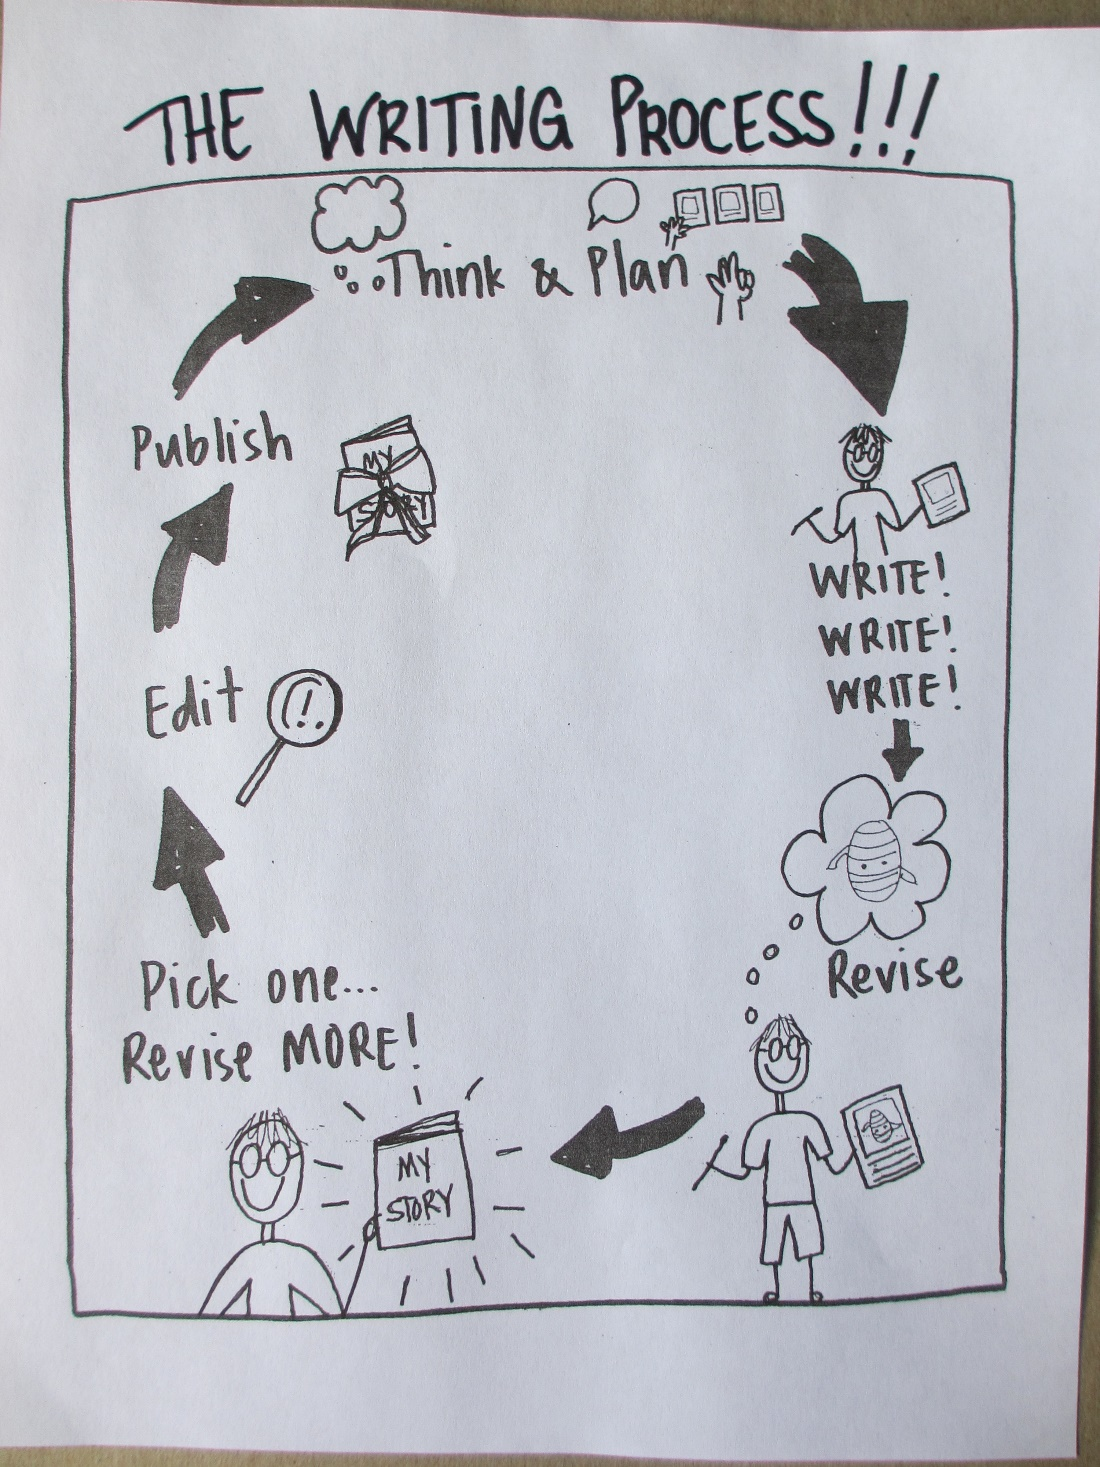 THE WRITING PROCESS!!!
Think & Plan
WRITE!
WRITE!
WRITE!
Revise
MY
STORY
Pick one...
Revise MORE!
Edit
!!
Publish
MY
STORY